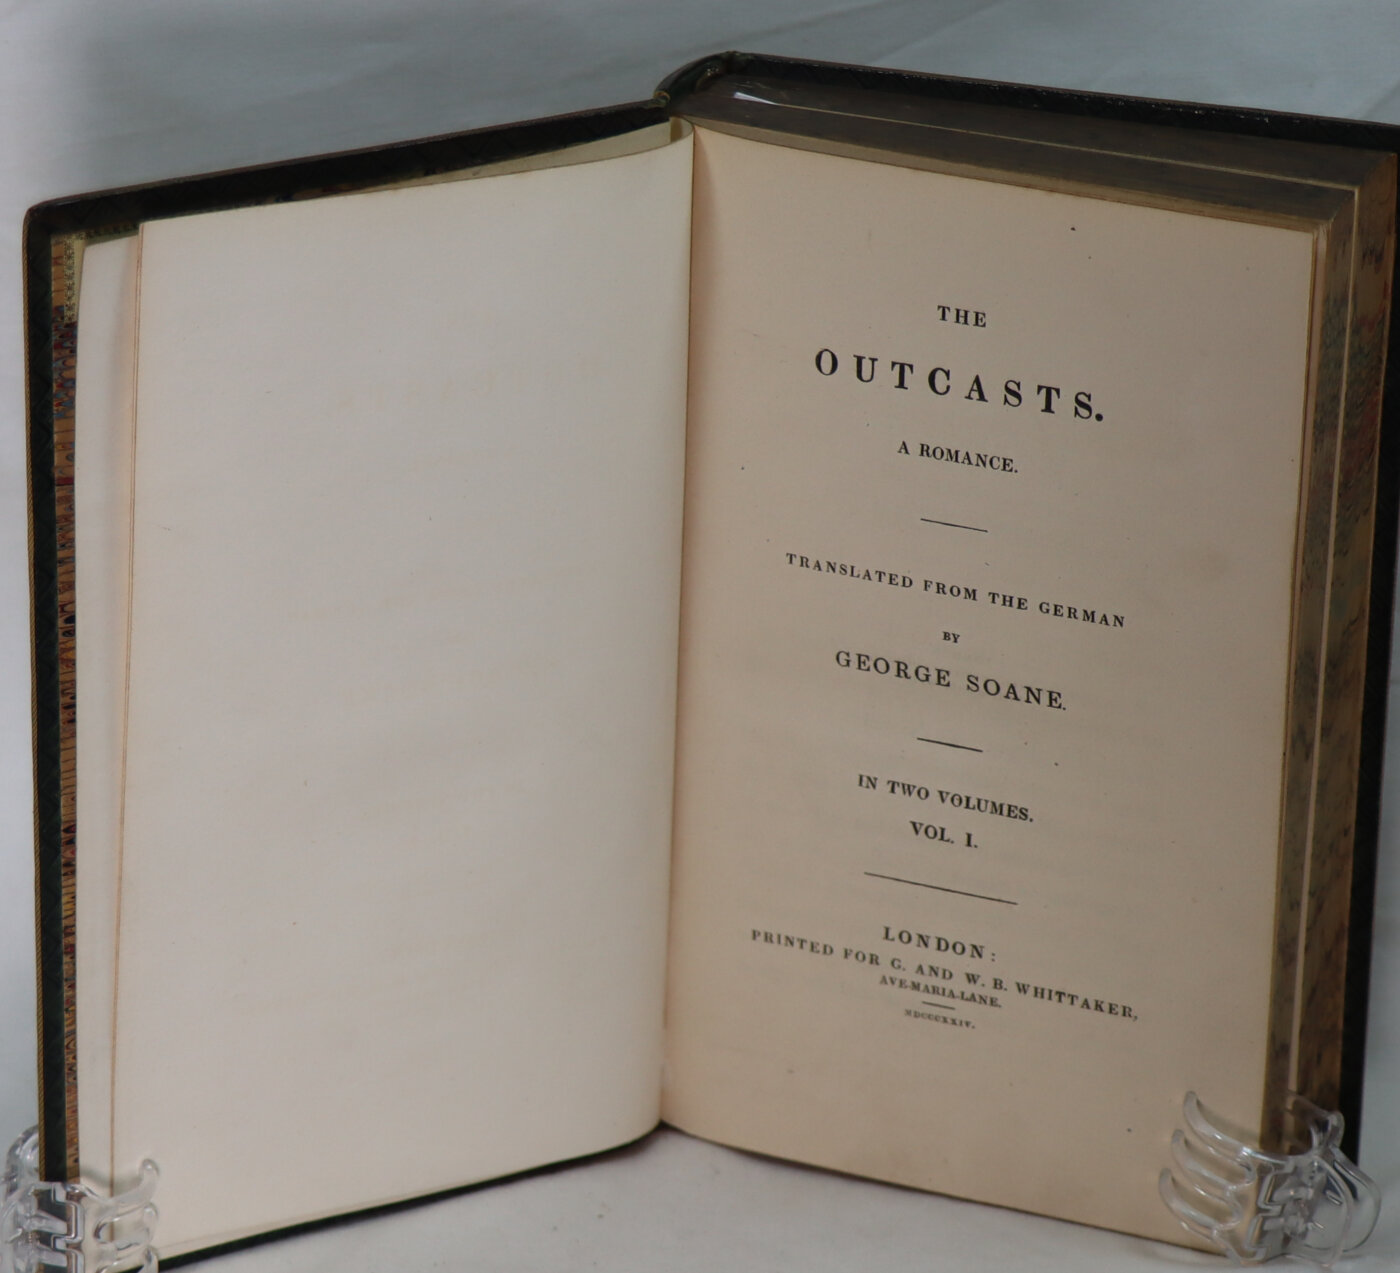 THE
OUTCASTS.
A ROMANCE.
TRANSLATED FROM THE GERMAN
BY
GEORGE SOANE.
IN TWO VOLUMES.
VOL. I.
LONDON:
PRINTED FOR G. AND W. B. WHITTAKER,
AVE-MARIA-LANE.
MDCCCXXIV.